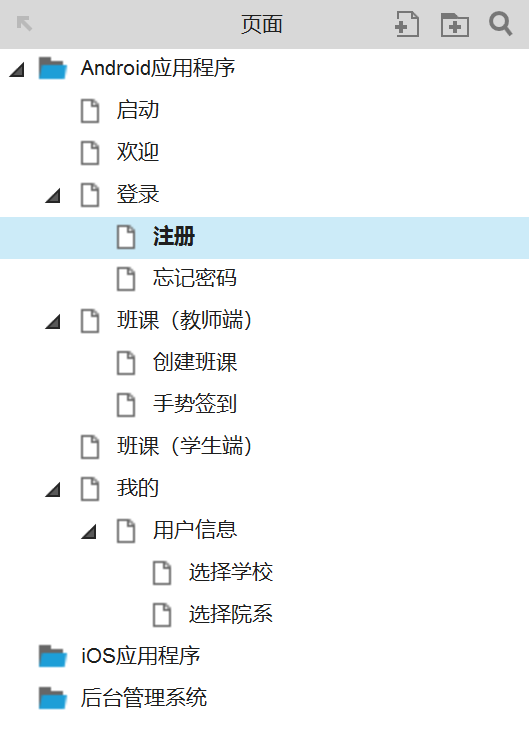 页面
Android应用程序
启动
欢迎
登录
注册
忘记密码
班课（教师端）
创建班课
手势签到
班课（学生端）
我的
用户信息
选择学校
选择院系
iOS应用程序
后台管理系统